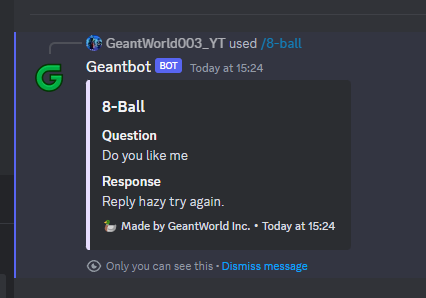 GeantWorld003_YT used /8-ball
Geantbot BOT Today at 15:24
8-Ball
Question
Do you like me
Response
Reply hazy try again.
Made by GeantWorld Inc. • Today at 15:24
Only you can see this • Dismiss message